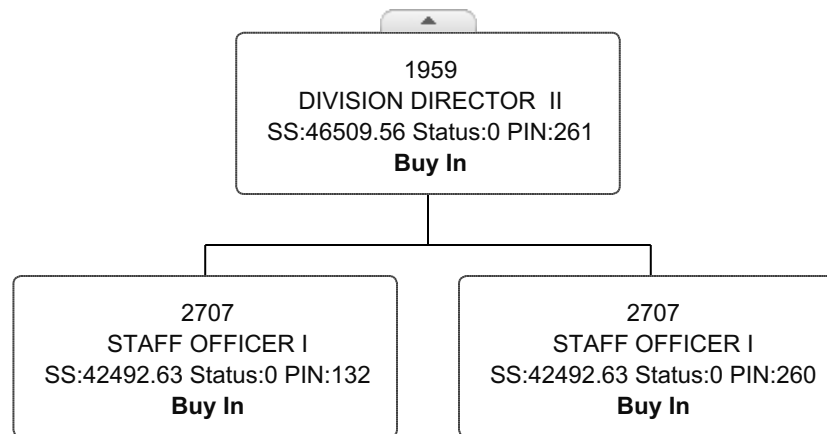 1959
DIVISION DIRECTOR  II
SS:46509.56 Status:0 PIN:261
Buy In
2707
STAFF OFFICER I
SS:42492.63 Status:0 PIN:132
Buy In
2707
STAFF OFFICER I
SS:42492.63 Status:0 PIN:260
Buy In